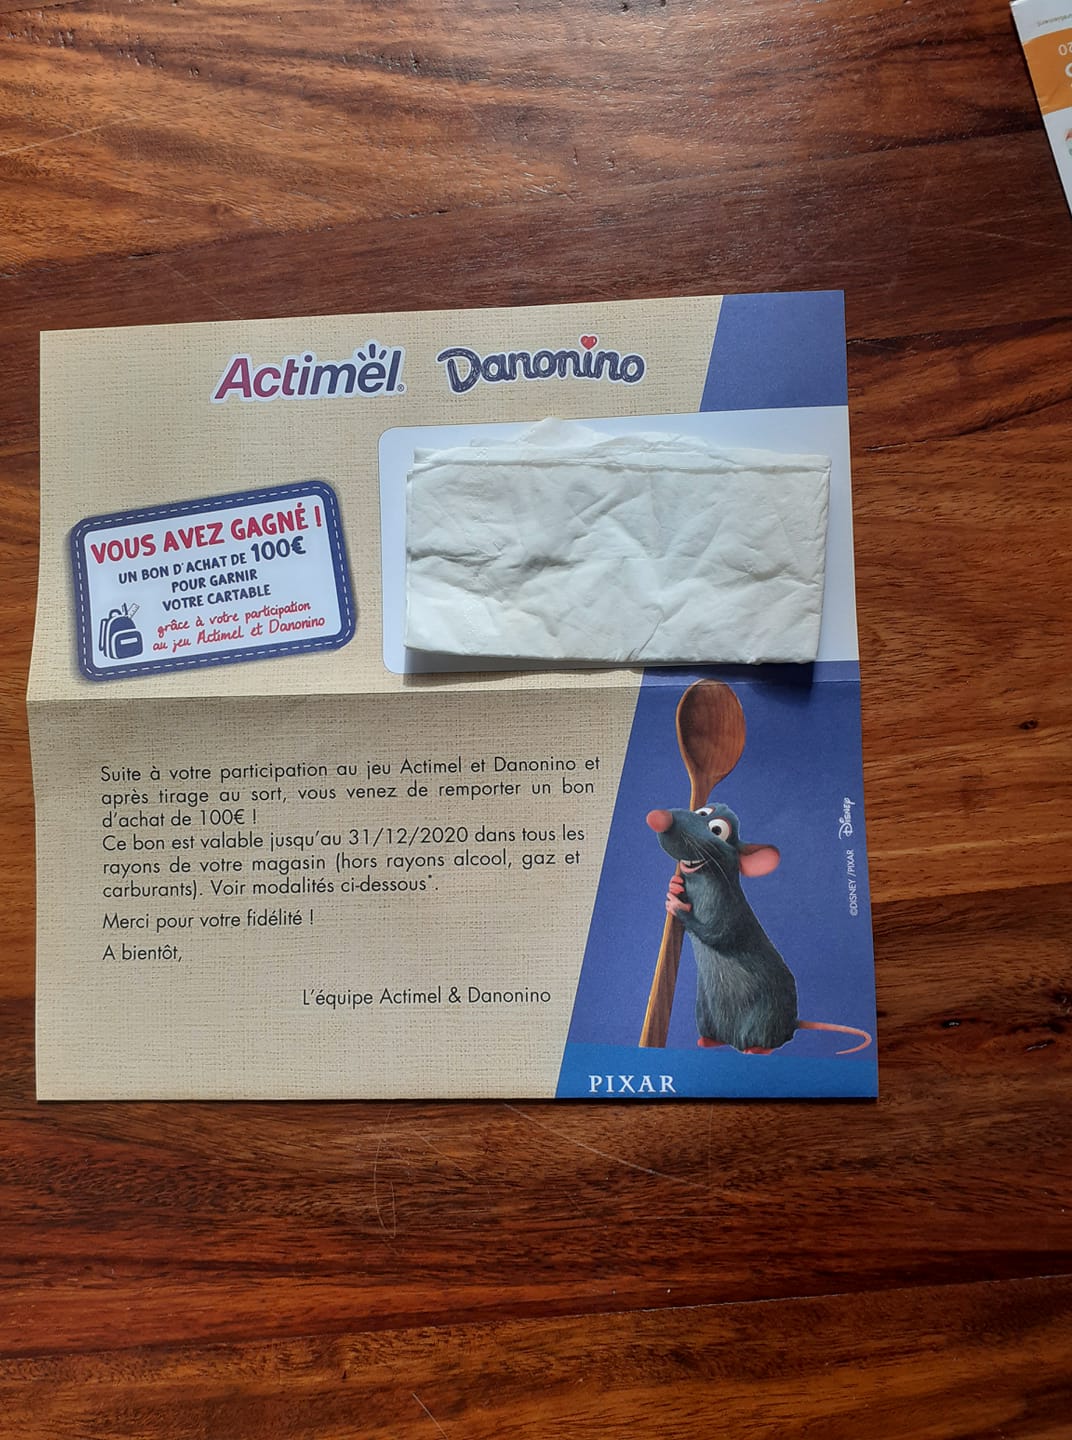 Actimel®
Danonino
VOUS AVEZ GAGNÉ !
UN BON D'ACHAT DE 100€
POUR GARNIR
VOTRE CARTABLE
grâce à votre participation
au jeu Actimel et Danonino
Suite à votre participation au jeu Actimel et Danonino et
après tirage au sort, vous venez de remporter un bon
d'achat de 100€ !
Ce bon est valable jusqu'au 31/12/2020 dans tous les
rayons de votre magasin (hors rayons alcool, gaz et
carburants). Voir modalités ci-dessous*.
Merci pour votre fidélité !
A bientôt,
L'équipe Actimel & Danonino
©DISNEY/PIXAR Disney
PIXAR
20